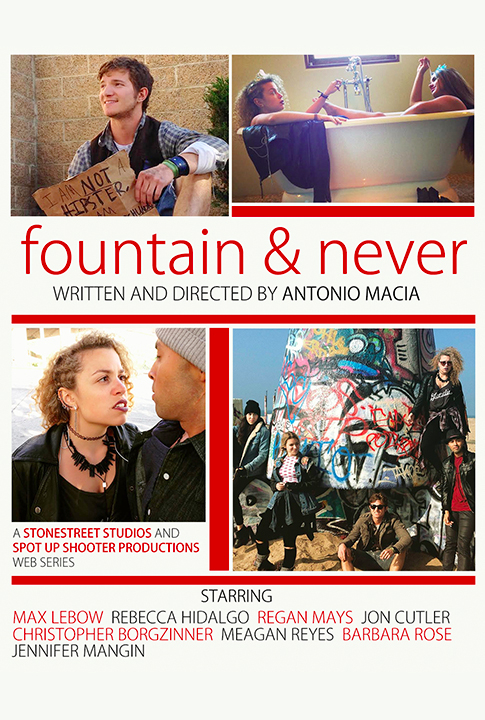 I AM NOT
HIPSTER,
I AM
fountain & never
WRITTEN AND DIRECTED BY ANTONIO MACIA
A STONESTREET STUDIOS AND
SPOT UP SHOOTER PRODUCTIONS
WEB SERIES
STARRING
MAX LEBOW REBECCA HIDALGO REGAN MAYS JON CUTLER
CHRISTOPHER BORGZINNER MEAGAN REYES BARBARA ROSE
JENNIFER MANGIN